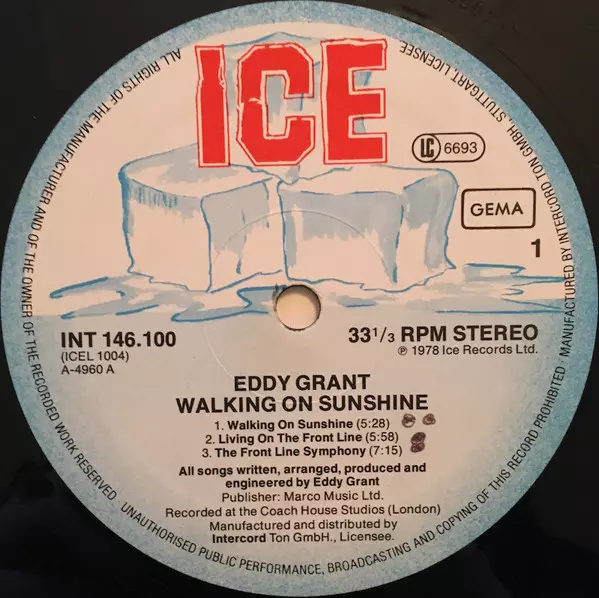 ICE
LC 6693
GEMA
1
INT 146.100
(ICEL 1004)
A-4960 A
33 1/3 RPM STEREO
℗ 1978 Ice Records Ltd.
EDDY GRANT
WALKING ON SUNSHINE
1. Walking On Sunshine (5:28)
2. Living On The Front Line (5:58)
3. The Front Line Symphony (7:15)
All songs written, arranged, produced and
engineered by Eddy Grant
Publisher: Marco Music Ltd.
Recorded at the Coach House Studios (London)
Manufactured and distributed by
Intercord Ton GmbH., Licensee.
ALL RIGHTS OF THE MANUFACTURER AND OF THE OWNER OF THE RECORDED WORK RESERVED · UNAUTHORISED PUBLIC PERFORMANCE, BROADCASTING AND COPYING OF THIS RECORD PROHIBITED · MANUFACTURED BY INTERCORD TON GMBH, STUTTGART, LICENSEE